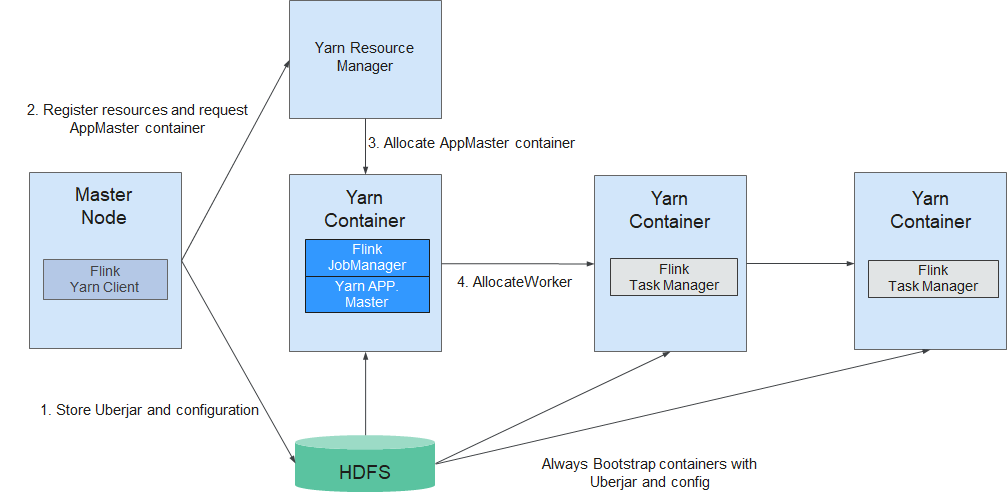 Yarn Resource
Manager
2. Register resources and request
AppMaster container
3. Allocate AppMaster container
Master
Node
Flink
Yarn Client
Yarn
Container
Flink
JobManager
Yarn APP.
Master
4. AllocateWorker
Yarn
Container
Flink
Task Manager
Yarn
Container
Flink
Task Manager
1. Store Uberjar and configuration
HDFS
Always Bootstrap containers with
Uberjar and config